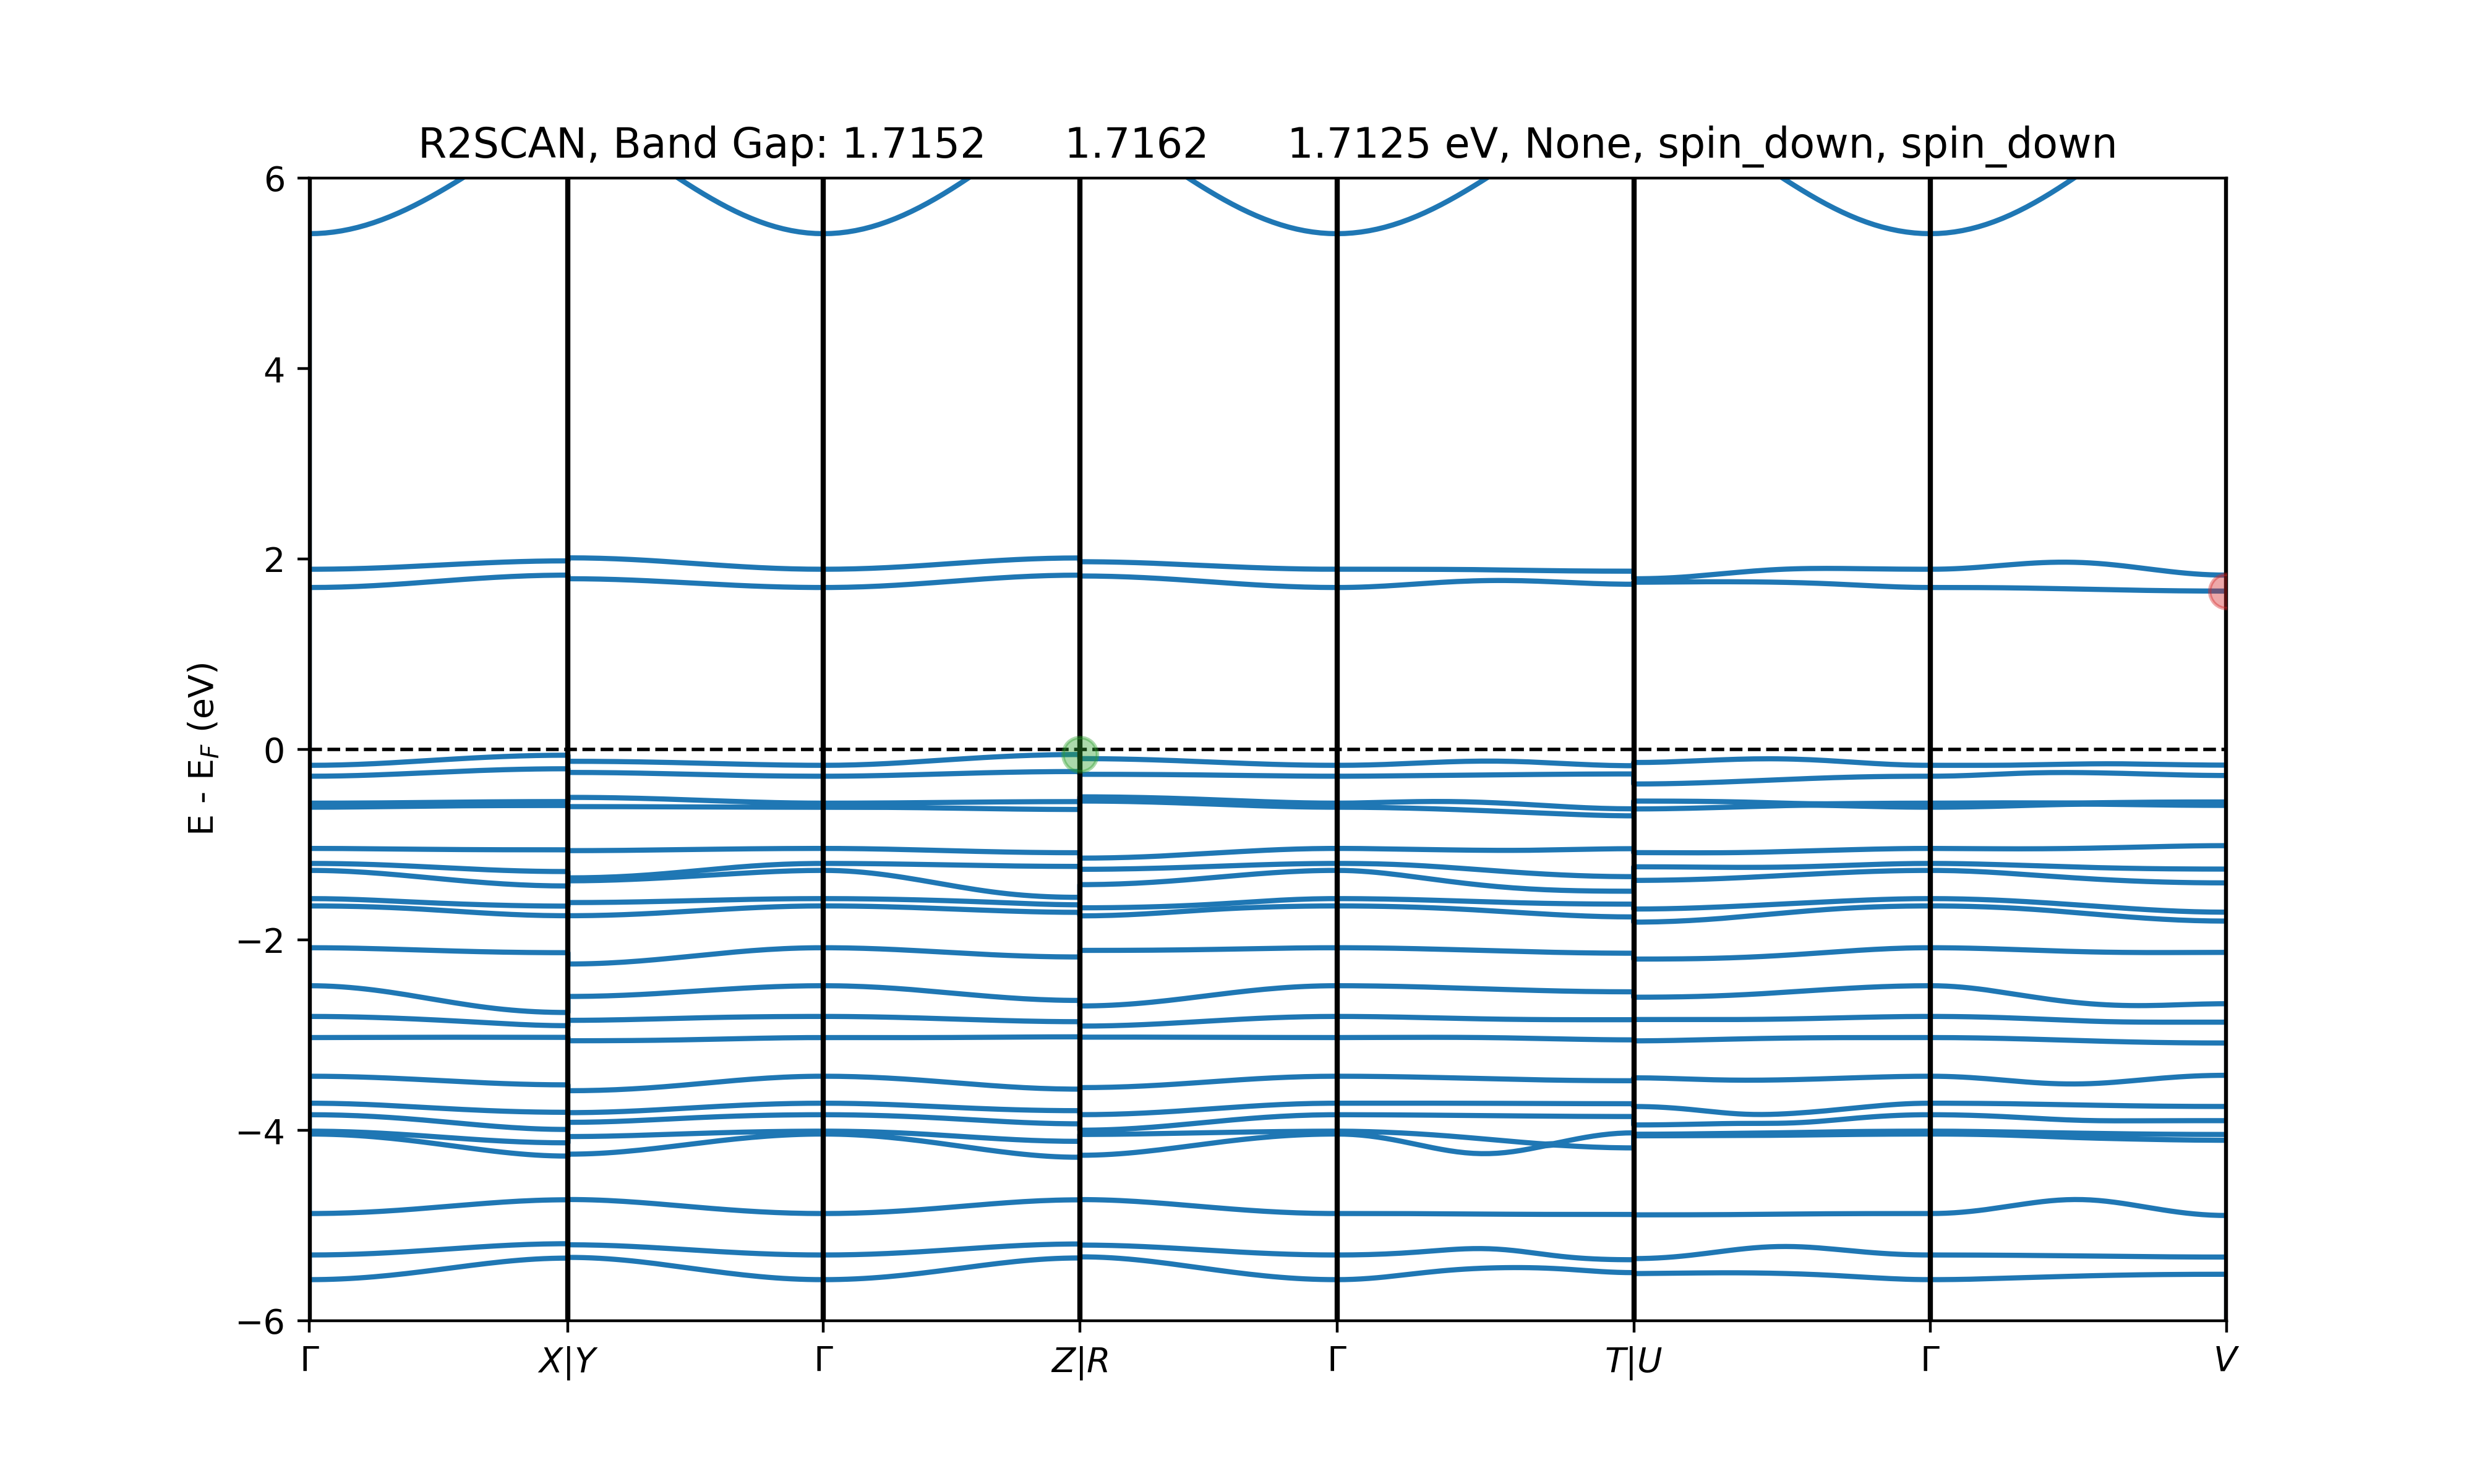 R2SCAN, Band Gap: 1.7152 1.7162 1.7125 eV, None, spin_down, spin_down
6
4
2
0
−2
−4
−6
E - E_F (eV)
Γ X|Y Γ Z|R Γ T|U Γ V